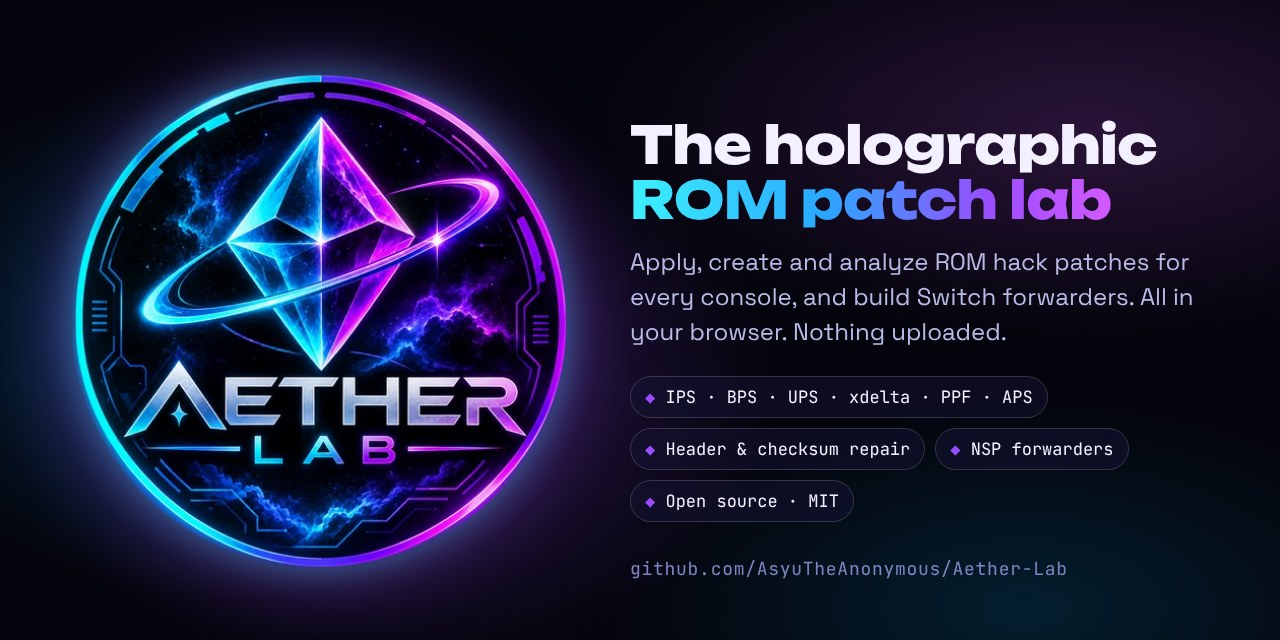 AETHER
LAB
The holographic
ROM patch lab
Apply, create and analyze ROM hack patches for
every console, and build Switch forwarders. All in
your browser. Nothing uploaded.
◆ IPS · BPS · UPS · xdelta · PPF · APS
◆ Header & checksum repair ◆ NSP forwarders
◆ Open source · MIT
github.com/AsyuTheAnonymous/Aether-Lab